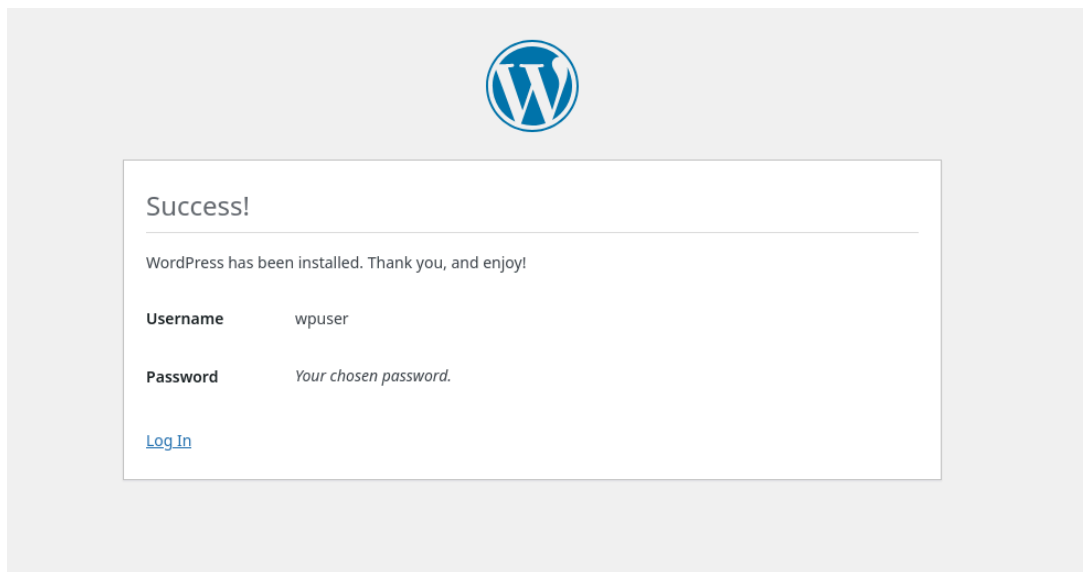 Success!
WordPress has been installed. Thank you, and enjoy!
Username wpuser
Password Your chosen password.
Log In